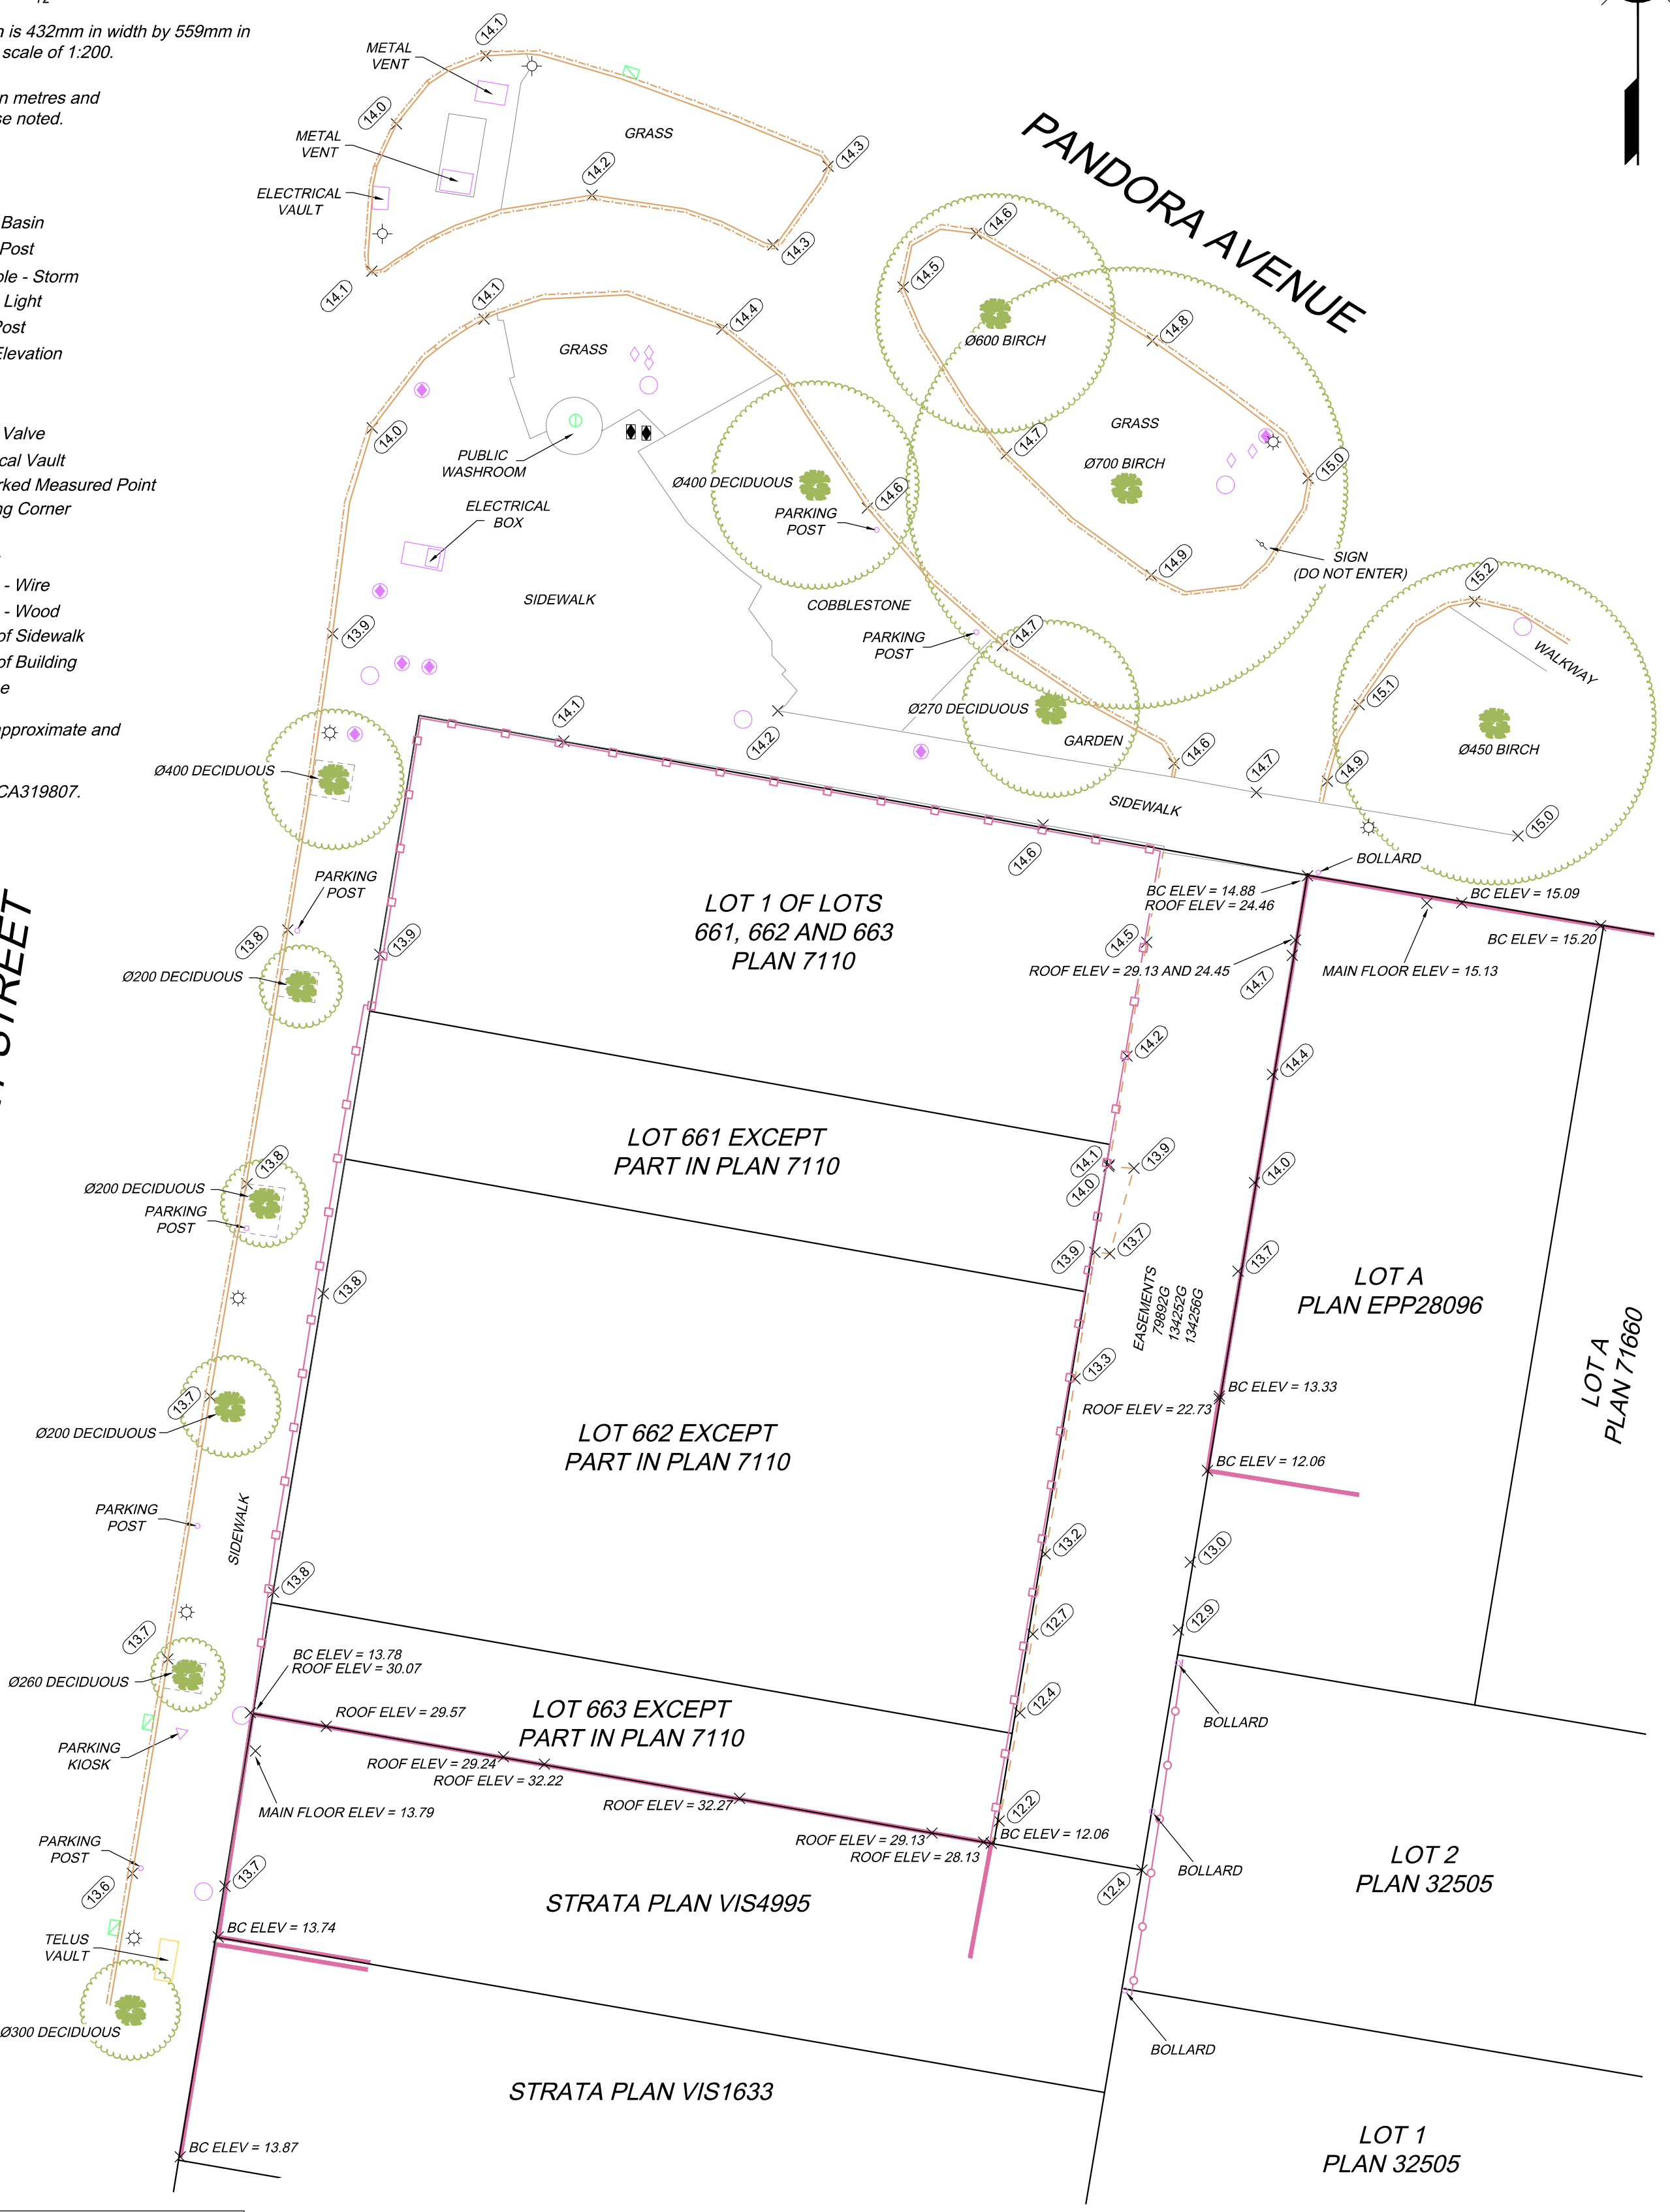 n is 432mm in width by 559mm in
scale of 1:200.
n metres and
se noted.
Basin
Post
ole - Storm
Light
Post
Elevation
Valve
cal Vault
rked Measured Point
ng Corner
- Wire
- Wood
of Sidewalk
of Building
e
approximate and
CA319807.
STREET
PANDORA AVENUE
14.1
METAL
VENT
14.0
METAL
VENT
GRASS
14.3
14.2
ELECTRICAL
VAULT
14.3
14.1
14.1
14.4
GRASS
14.0
PUBLIC
WASHROOM
ELECTRICAL
BOX
SIDEWALK
13.9
14.6
14.5
Ø600 BIRCH
14.8
GRASS
14.7
Ø700 BIRCH
15.0
Ø400 DECIDUOUS
14.6
PARKING
POST
14.9
SIGN
(DO NOT ENTER)
COBBLESTONE
PARKING
POST
14.7
15.2
WALKWAY
15.1
Ø450 BIRCH
Ø270 DECIDUOUS
GARDEN
14.1
14.2
14.6
14.7
14.9
SIDEWALK
15.0
Ø400 DECIDUOUS
14.6
BOLLARD
PARKING
POST
LOT 1 OF LOTS
661, 662 AND 663
PLAN 7110
BC ELEV = 14.88
ROOF ELEV = 24.46
BC ELEV = 15.09
BC ELEV = 15.20
13.8
13.9
14.5
ROOF ELEV = 29.13 AND 24.45
MAIN FLOOR ELEV = 15.13
Ø200 DECIDUOUS
14.7
14.2
14.4
LOT 661 EXCEPT
PART IN PLAN 7110
14.1
13.9
13.8
14.0
14.0
Ø200 DECIDUOUS
PARKING
POST
13.9
13.7
13.7
13.8
EASEMENTS
79892G
134252G
134256G
LOT A
PLAN EPP28096
LOT A
PLAN 71660
13.3
13.7
BC ELEV = 13.33
ROOF ELEV = 22.73
Ø200 DECIDUOUS
LOT 662 EXCEPT
PART IN PLAN 7110
BC ELEV = 12.06
PARKING
POST
SIDEWALK
13.2
13.0
13.8
12.7
12.9
13.7
BC ELEV = 13.78
ROOF ELEV = 30.07
Ø260 DECIDUOUS
12.4
ROOF ELEV = 29.57
LOT 663 EXCEPT
PART IN PLAN 7110
BOLLARD
PARKING
KIOSK
ROOF ELEV = 29.24
ROOF ELEV = 32.22
ROOF ELEV = 32.27
MAIN FLOOR ELEV = 13.79
12.2
BC ELEV = 12.06
ROOF ELEV = 29.13
ROOF ELEV = 28.13
PARKING
POST
13.6
13.7
12.4
BOLLARD
LOT 2
PLAN 32505
STRATA PLAN VIS4995
BC ELEV = 13.74
TELUS
VAULT
Ø300 DECIDUOUS
BOLLARD
STRATA PLAN VIS1633
BC ELEV = 13.87
LOT 1
PLAN 32505